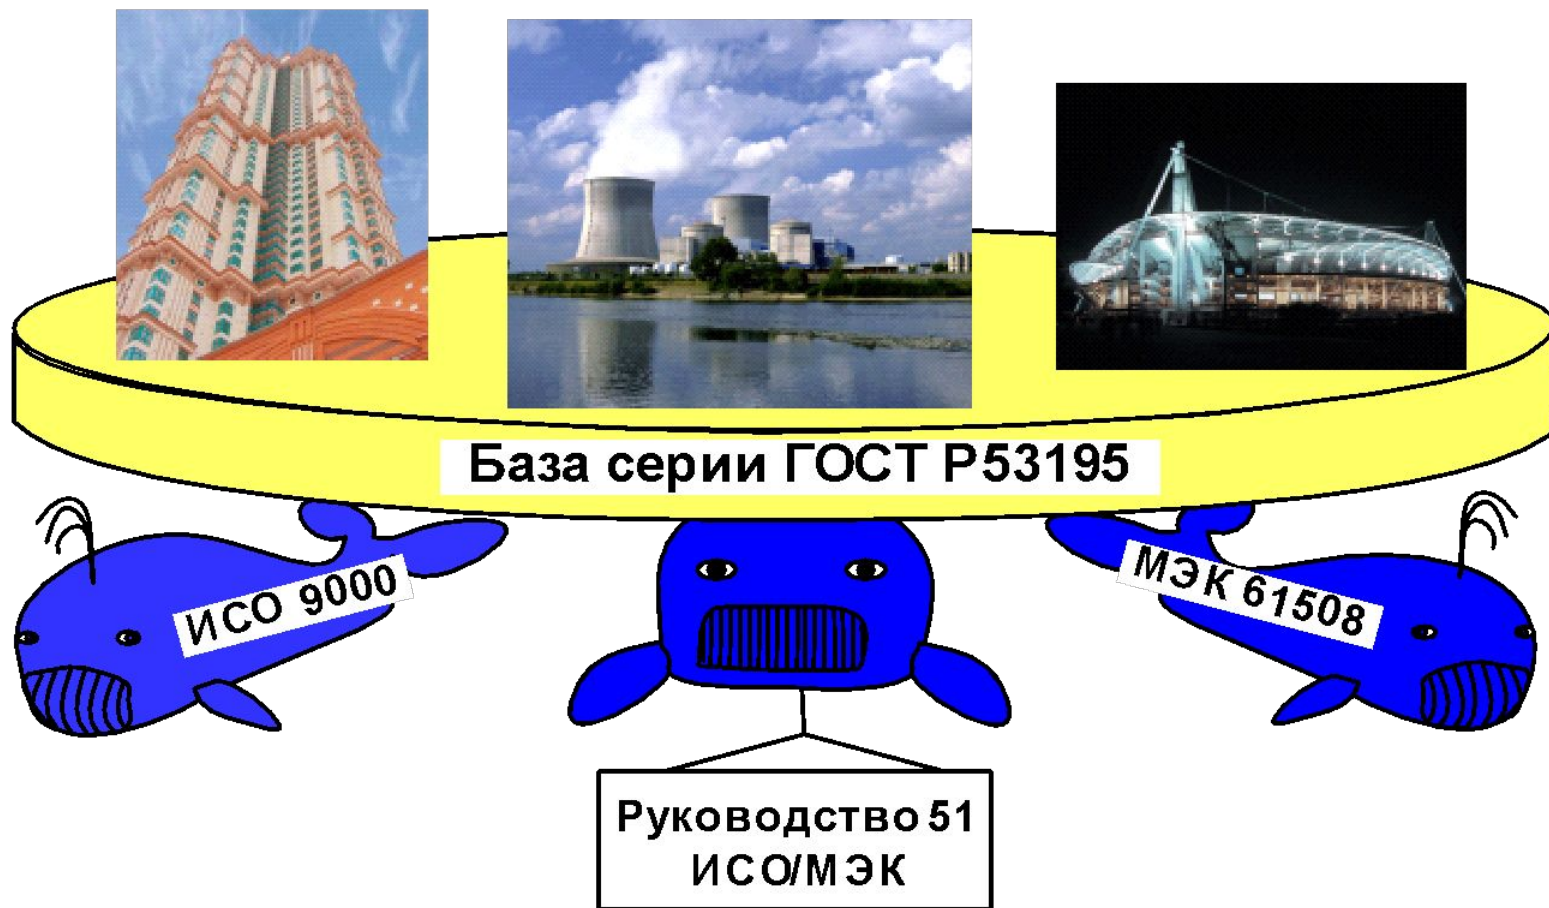 База серии ГОСТ Р53195
ИСО 9000
МЭК 61508
Руководство 51
ИСО/МЭК